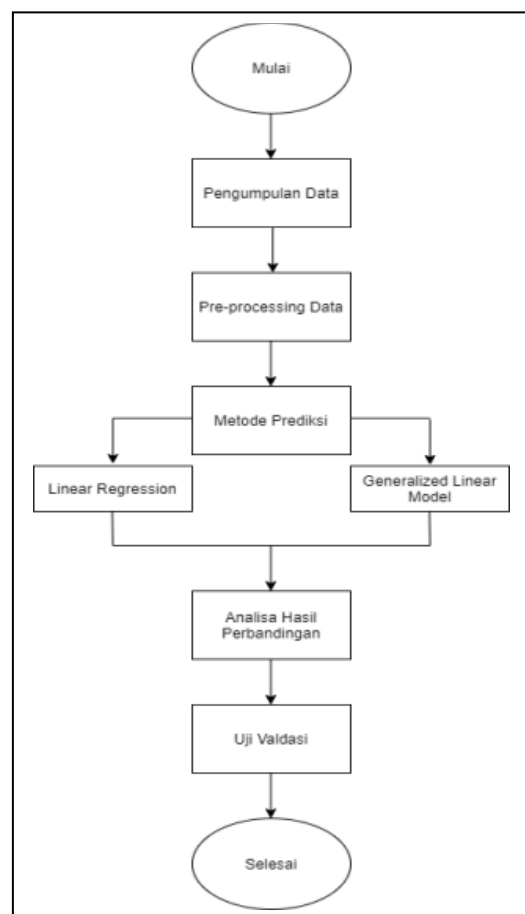 Mulai
Pengumpulan Data
Pre-processing Data
Metode Prediksi
Linear Regression
Generalized Linear
Model
Analisa Hasil
Perbandingan
Uji Valdasi
Selesai